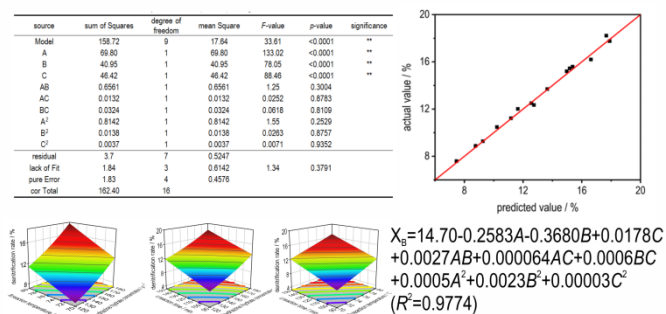 source sum of Squares degree of freedom mean Square F-value p-value significance
Model 158.72 9 17.64 33.61 <0.0001 **
A 69.80 1 69.80 133.02 <0.0001 **
B 40.95 1 40.95 78.05 <0.0001 **
C 46.42 1 46.42 88.46 <0.0001 **
AB 0.6561 1 0.6561 1.25 0.3004
AC 0.0132 1 0.0132 0.0252 0.8783
BC 0.0324 1 0.0324 0.0618 0.8109
A² 0.8142 1 0.8142 1.55 0.2529
B² 0.0138 1 0.0138 0.0263 0.8757
C² 0.0037 1 0.0037 0.0071 0.9352
residual 3.7 7 0.5247
lack of Fit 1.84 3 0.6142 1.34 0.3791
pure Error 1.83 4 0.4576
cor Total 162.40 16
actual value / %
20
16
12
8
8 12 16 20
predicted value / %
X_B=14.70-0.2583A-0.3680B+0.0178C
+0.0027AB+0.000064AC+0.0006BC
+0.0005A²+0.0023B²+0.00003C²
(R²=0.9774)